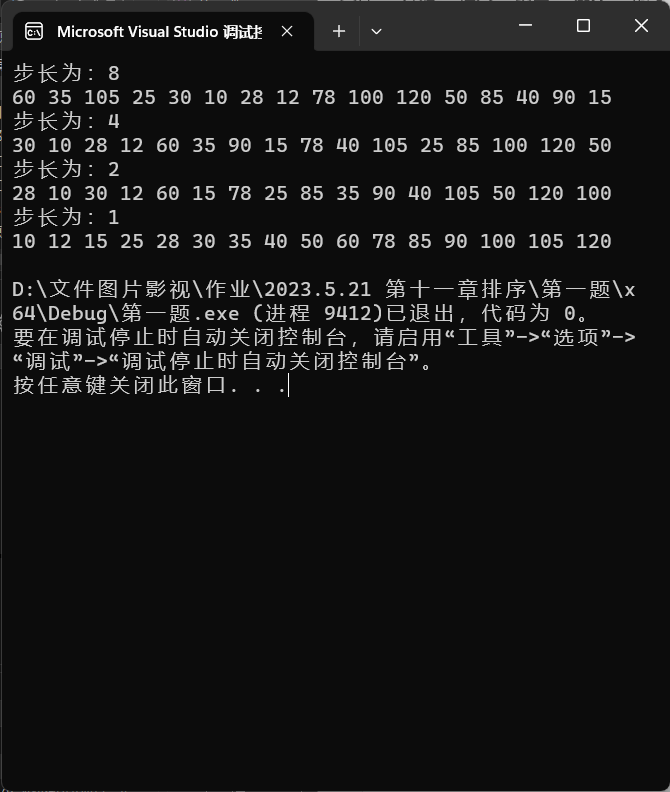 Microsoft Visual Studio 调试
步长为: 8
60 35 105 25 30 10 28 12 78 100 120 50 85 40 90 15
步长为: 4
30 10 28 12 60 35 90 15 78 40 105 25 85 100 120 50
步长为: 2
28 10 30 12 60 15 78 25 85 35 90 40 105 50 120 100
步长为: 1
10 12 15 25 28 30 35 40 50 60 78 85 90 100 105 120
D:\文件图片影视\作业\2023.5.21 第十一章排序\第一题\x
64\Debug\第一题.exe (进程 9412)已退出，代码为 0。
要在调试停止时自动关闭控制台，请启用“工具”->“选项”->
“调试”->“调试停止时自动关闭控制台”。
按任意键关闭此窗口. . .